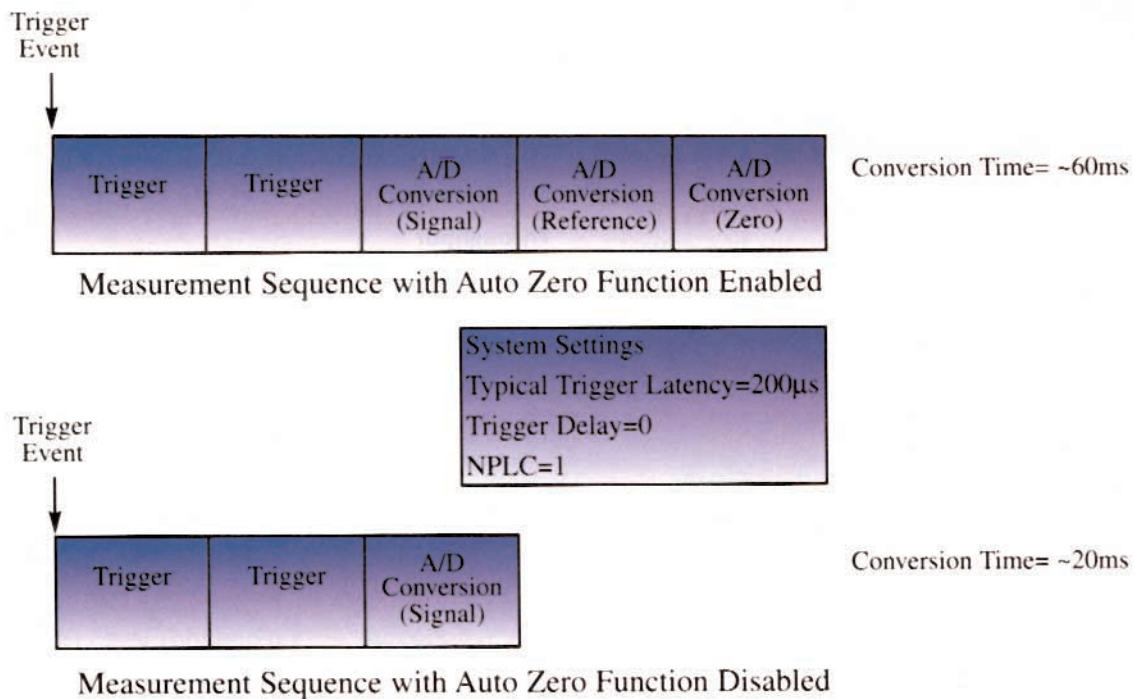 Trigger
Event
Trigger
Trigger
A/D
Conversion
(Signal)
A/D
Conversion
(Reference)
A/D
Conversion
(Zero)
Conversion Time= ~60ms
Measurement Sequence with Auto Zero Function Enabled
System Settings
Typical Trigger Latency=200µs
Trigger Delay=0
NPLC=1
Trigger
Event
Trigger
Trigger
A/D
Conversion
(Signal)
Conversion Time= ~20ms
Measurement Sequence with Auto Zero Function Disabled